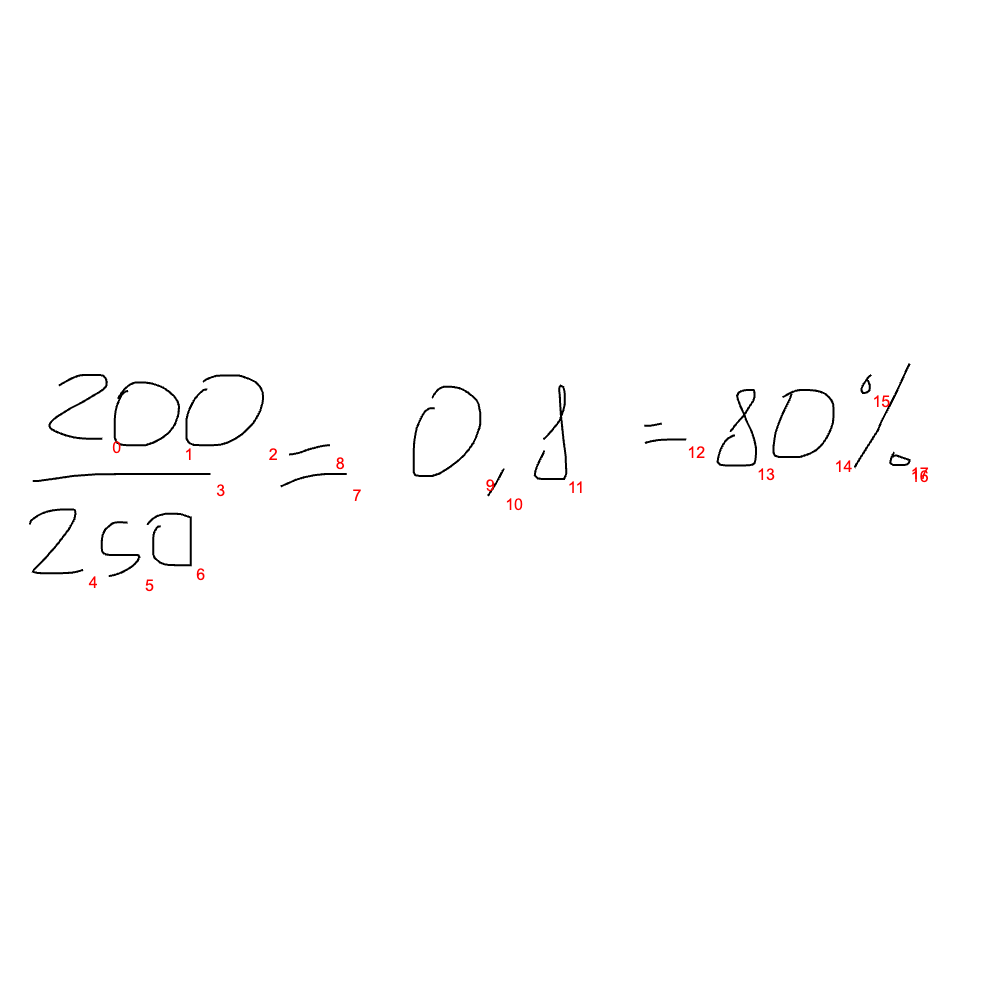 200/250 = 0,8 = 80%